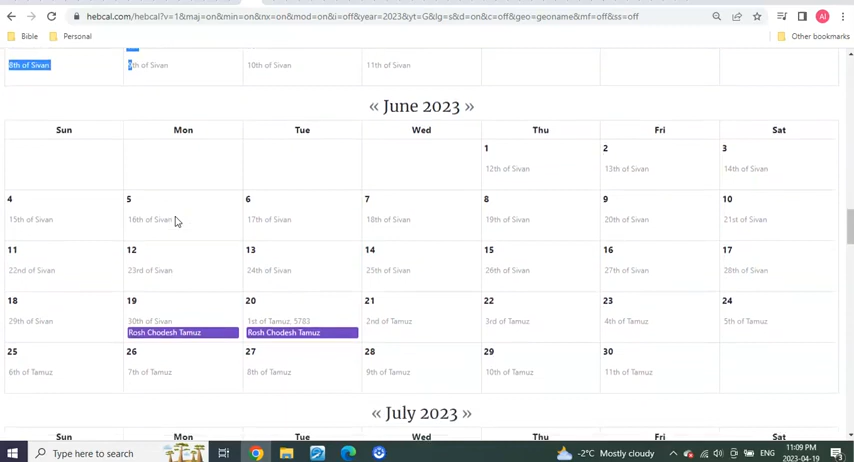 hebcal.com/hebcal?v=1&maj=on&min=on&nx=on&mod=on&i=off&year=2023&yt=G&lg=s&d=on&c=off&geo=geoname&mf=off&ss=off
AI
Bible
Personal
Other bookmarks
8th of Sivan 9th of Sivan 10th of Sivan 11th of Sivan
« June 2023 »
Sun Mon Tue Wed Thu Fri Sat
1 2 3
12th of Sivan 13th of Sivan 14th of Sivan
4 5 6 7 8 9 10
15th of Sivan 16th of Sivan 17th of Sivan 18th of Sivan 19th of Sivan 20th of Sivan 21st of Sivan
11 12 13 14 15 16 17
22nd of Sivan 23rd of Sivan 24th of Sivan 25th of Sivan 26th of Sivan 27th of Sivan 28th of Sivan
18 19 20 21 22 23 24
29th of Sivan 30th of Sivan 1st of Tamuz, 5783 2nd of Tamuz 3rd of Tamuz 4th of Tamuz 5th of Tamuz
Rosh Chodesh Tamuz Rosh Chodesh Tamuz
25 26 27 28 29 30
6th of Tamuz 7th of Tamuz 8th of Tamuz 9th of Tamuz 10th of Tamuz 11th of Tamuz
« July 2023 »
Sun Mon Tue Wed Thu Fri Sat
Type here to search
-2°C Mostly cloudy
ENG
11:09 PM
2023-04-19
3